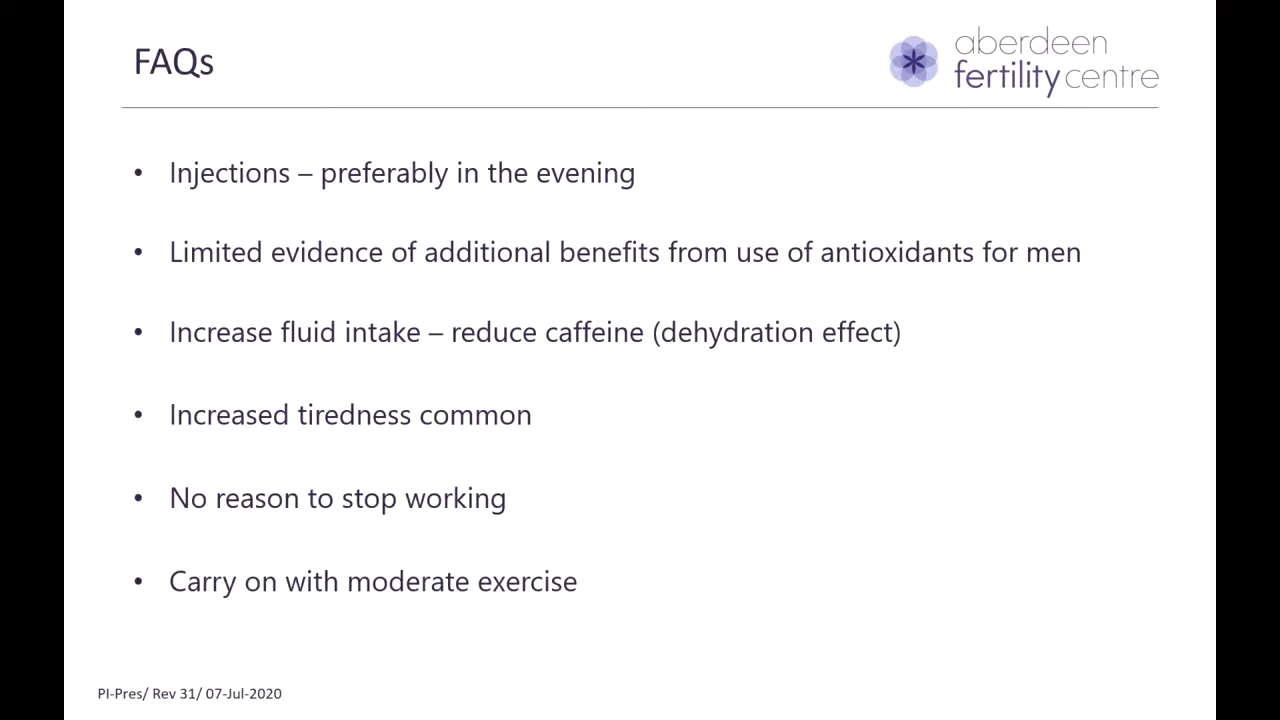 FAQs
aberdeen
fertility centre
• Injections – preferably in the evening
• Limited evidence of additional benefits from use of antioxidants for men
• Increase fluid intake – reduce caffeine (dehydration effect)
• Increased tiredness common
• No reason to stop working
• Carry on with moderate exercise
PI-Pres/ Rev 31/ 07-Jul-2020